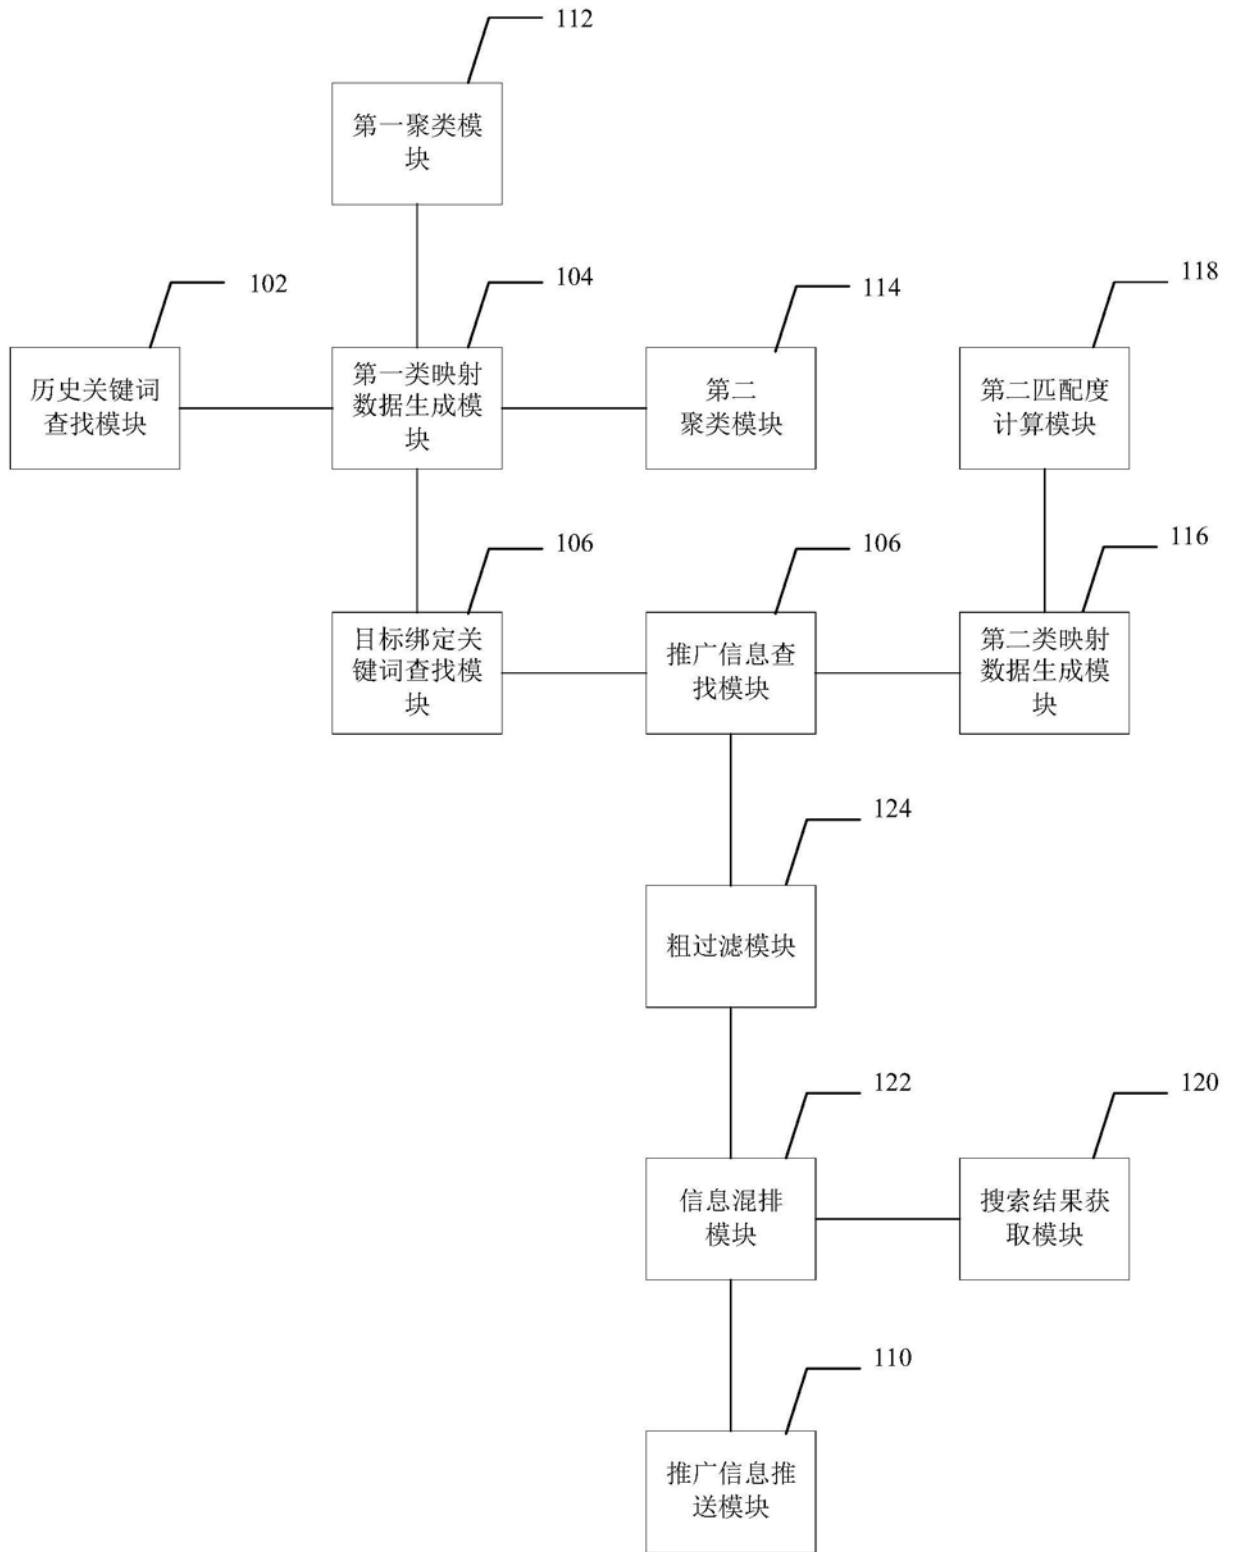 112
第一聚类模
块
102
104
114
118
历史关键词
查找模块
第一类映射
数据生成模
块
第二
聚类模块
第二匹配度
计算模块
106
106
116
目标绑定关
键词查找模
块
推广信息查
找模块
第二类映射
数据生成模
块
124
粗过滤模块
122
120
信息混排
模块
搜索结果获
取模块
110
推广信息推
送模块